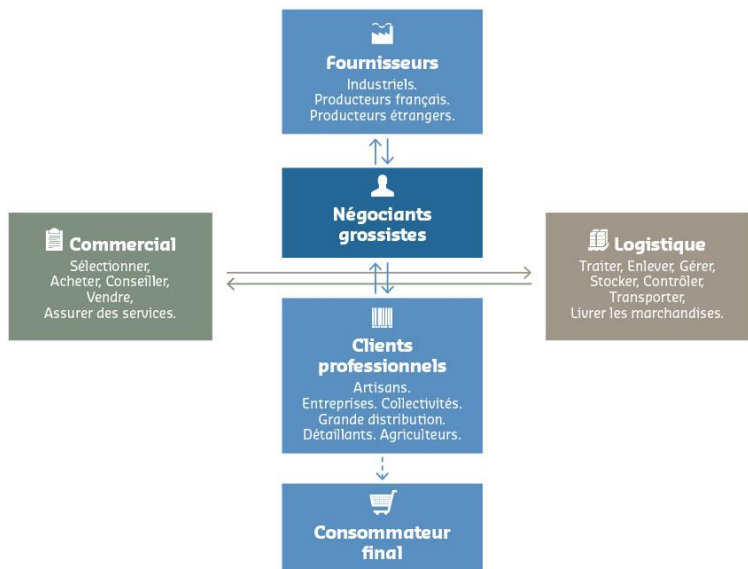 Fournisseurs
Industriels.
Producteurs français.
Producteurs étrangers.
Négociants
grossistes
Commercial
Sélectionner,
Acheter, Conseiller,
Vendre,
Assurer des services.
Logistique
Traiter, Enlever, Gérer,
Stocker, Contrôler,
Transporter,
Livrer les marchandises.
Clients
professionnels
Artisans.
Entreprises. Collectivités.
Grande distribution.
Détaillants. Agriculteurs.
Consommateur
final